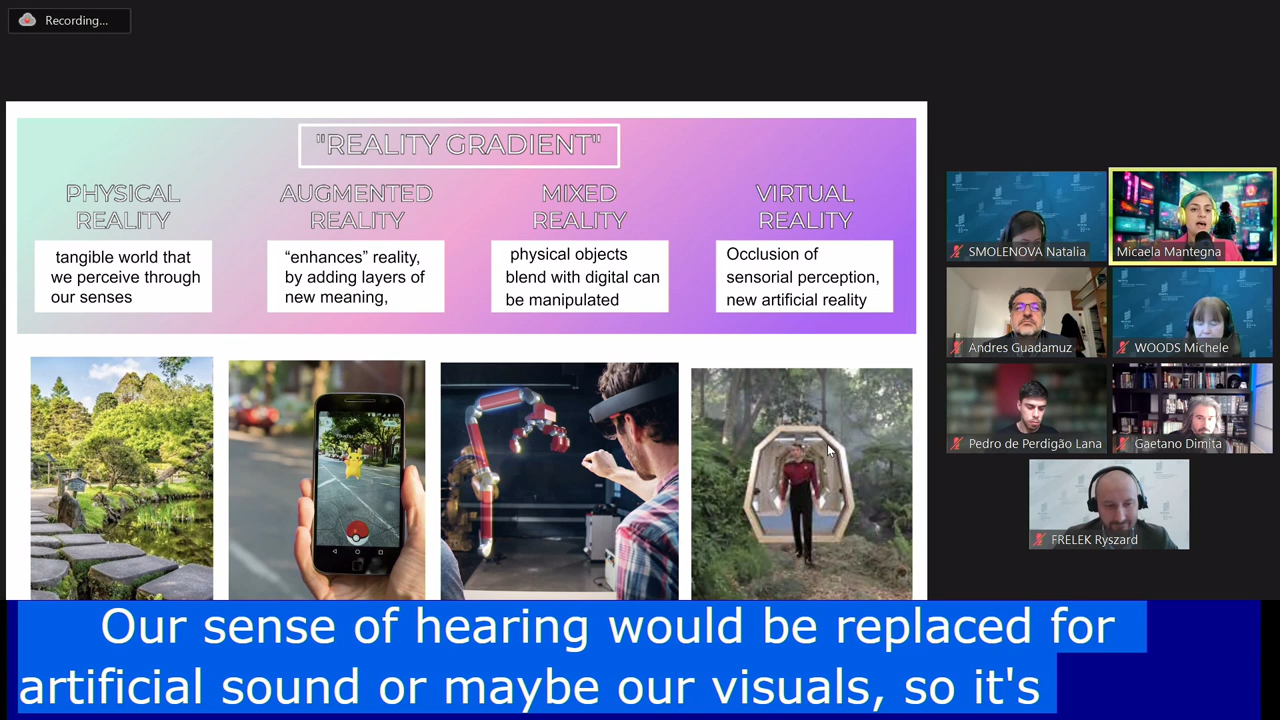 Recording...
"REALITY GRADIENT"
PHYSICAL
REALITY
AUGMENTED
REALITY
MIXED
REALITY
VIRTUAL
REALITY
tangible world that
we perceive through
our senses
“enhances” reality,
by adding layers of
new meaning,
physical objects
blend with digital can
be manipulated
Occlusion of
sensorial perception,
new artificial reality
SMOLENOVA Natalia
Micaela Mantegna
Andres Guadamuz
WOODS Michele
Pedro de Perdigão Lana
Gaetano Dimita
FRELEK Ryszard
Our sense of hearing would be replaced for
artificial sound or maybe our visuals, so it's